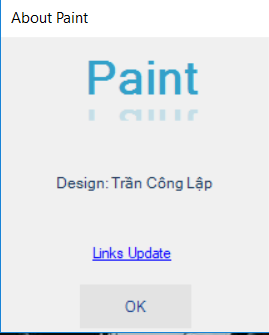 About Paint
Paint
Design: Trần Công Lập
Links Update
OK